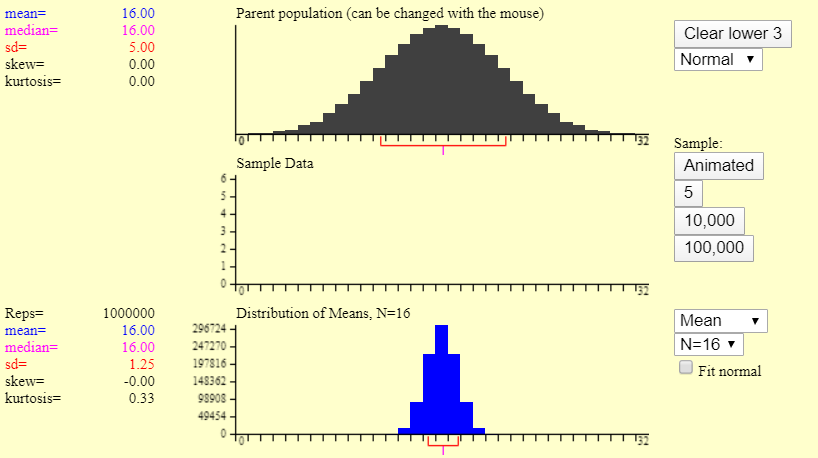 mean= 16.00
median= 16.00
sd= 5.00
skew= 0.00
kurtosis= 0.00
Parent population (can be changed with the mouse)
0 32
Clear lower 3
Normal
Sample Data
6
5
4
3
2
1
0
0 32
Sample:
Animated
5
10,000
100,000
Reps= 1000000
mean= 16.00
median= 16.00
sd= 1.25
skew= -0.00
kurtosis= 0.33
Distribution of Means, N=16
296724
247270
197816
148362
98908
49454
0
0 32
Mean
N=16
Fit normal